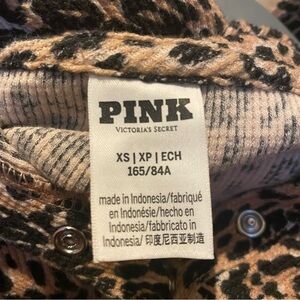 PINK
VICTORIA'S SECRET
XS | XP | ECH
165/84A
made in Indonesia/fabriqué
en Indonésie/hecho en
Indonesia/fabbricato in
Indonesia/ 印度尼西亚制造